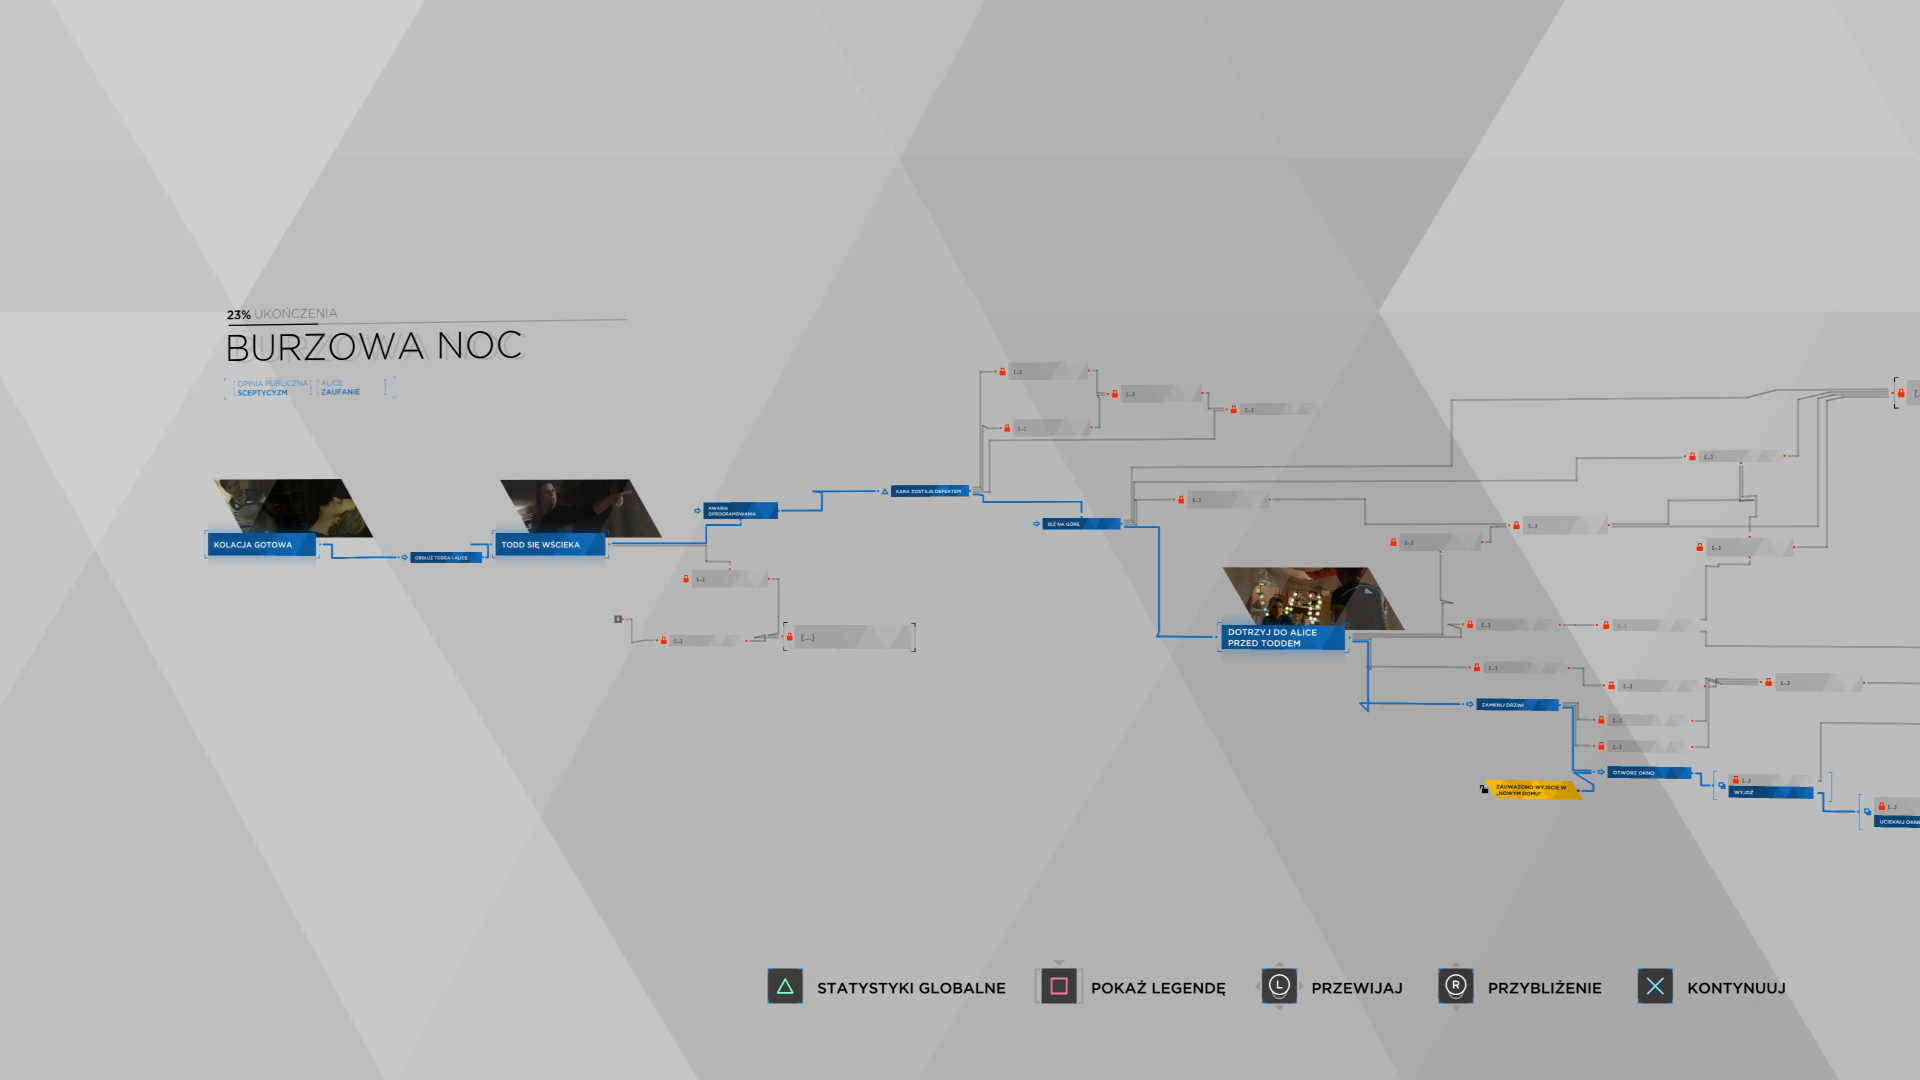 23% UKOŃCZENIA
BURZOWA NOC
OPINIA PUBLICZNA
SCEPTYCYZM
ALICE
ZAUFANIE
KOLACJA GOTOWA
OBSŁUŻ TODDA I ALICE
TODD SIĘ WŚCIEKA
AWARIA
OPROGRAMOWANIA
KARA ZOSTAJE DEFEKTEM
IDŹ NA GÓRĘ
[...]
[...]
[...]
[...]
[...]
[...]
[...]
[...]
[...]
[...]
[...]
[...]
DOTRZYJ DO ALICE
PRZED TODDEM
[...]
[...]
[...]
[...]
[...]
ZAMKNIJ DRZWI
[...]
[...]
OTWÓRZ OKNO
ZAUWAŻONO WYJŚCIE W
„NOWYM DOMU”
[...]
WYJDŹ
[...]
UCIEKNIJ OKNE
STATYSTYKI GLOBALNE
POKAŻ LEGENDĘ
L
PRZEWIJAJ
R
PRZYBLIŻENIE
KONTYNUUJ